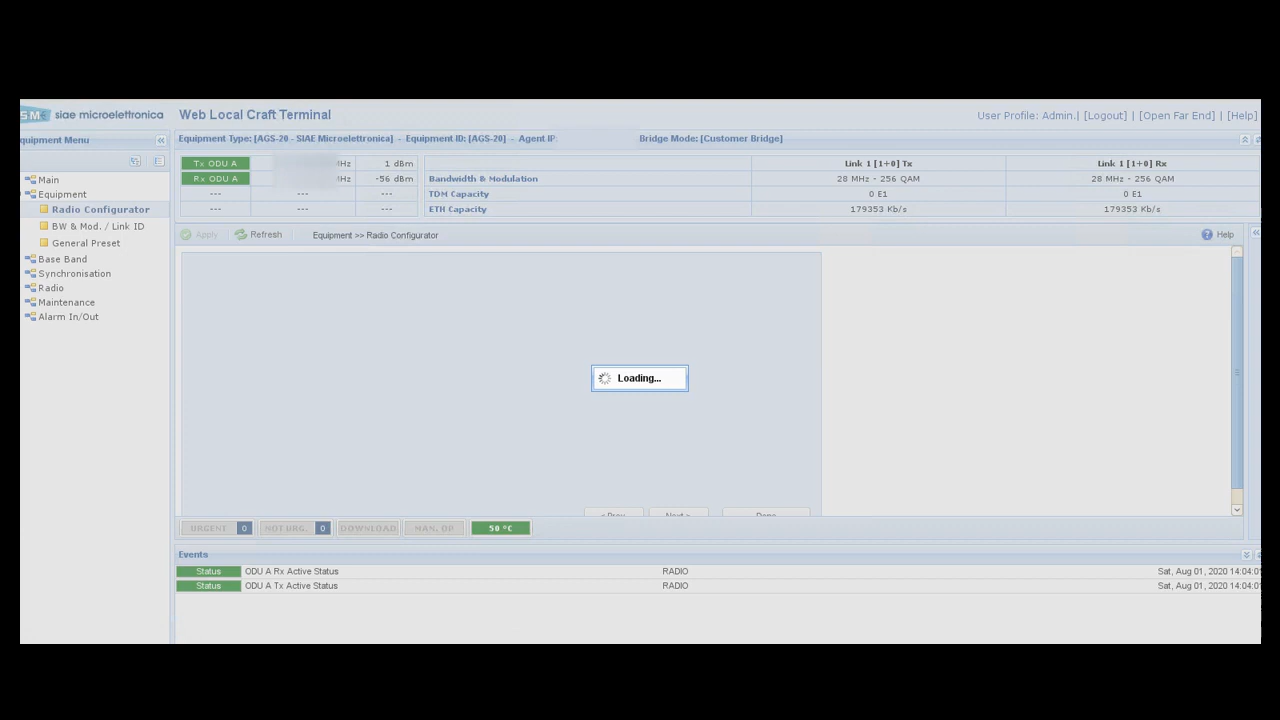 SM siae microelettronica Web Local Craft Terminal User Profile: Admin.| [Logout] | [Open Far End] | [Help]
quipment Menu Equipment Type: [AGS-20 - SIAE Microelettronica] - Equipment ID: [AGS-20] - Agent IP: Bridge Mode: [Customer Bridge]
Tx ODU A Hz 1 dBm Link 1 [1+0] Tx Link 1 [1+0] Rx
Rx ODU A Hz -56 dBm Bandwidth & Modulation 28 MHz - 256 QAM 28 MHz - 256 QAM
--- --- --- TDM Capacity 0 E1 0 E1
--- --- --- ETH Capacity 179353 Kb/s 179353 Kb/s
Main
Equipment
Radio Configurator
BW & Mod. / Link ID
General Preset
Base Band
Synchronisation
Radio
Maintenance
Alarm In/Out
Apply Refresh Equipment >> Radio Configurator Help
Loading...
< Prev Next > Done
URGENT 0 NOT URG. 0 DOWNLOAD MAN. OP 50 °C
Events
Status ODU A Rx Active Status RADIO Sat, Aug 01, 2020 14:04:0
Status ODU A Tx Active Status RADIO Sat, Aug 01, 2020 14:04:0